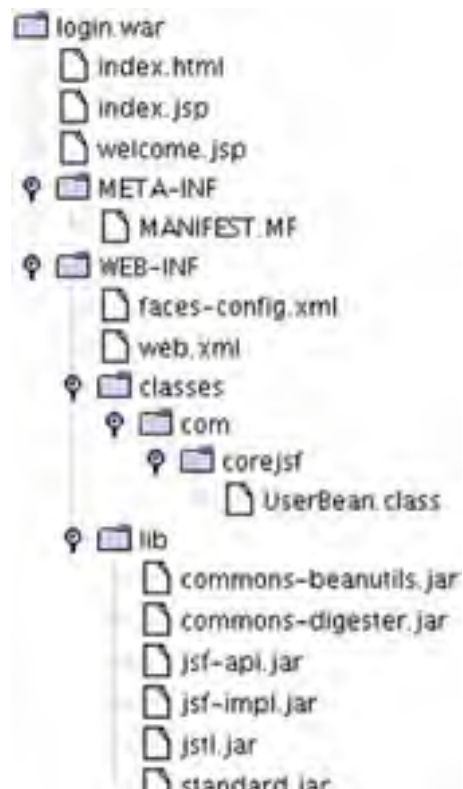 login.war
index.html
index.jsp
welcome.jsp
META-INF
MANIFEST.MF
WEB-INF
faces-config.xml
web.xml
classes
com
corejsf
UserBean.class
lib
commons-beanutils.jar
commons-digester.jar
jsf-api.jar
jsf-impl.jar
jstl.jar
standard.jar